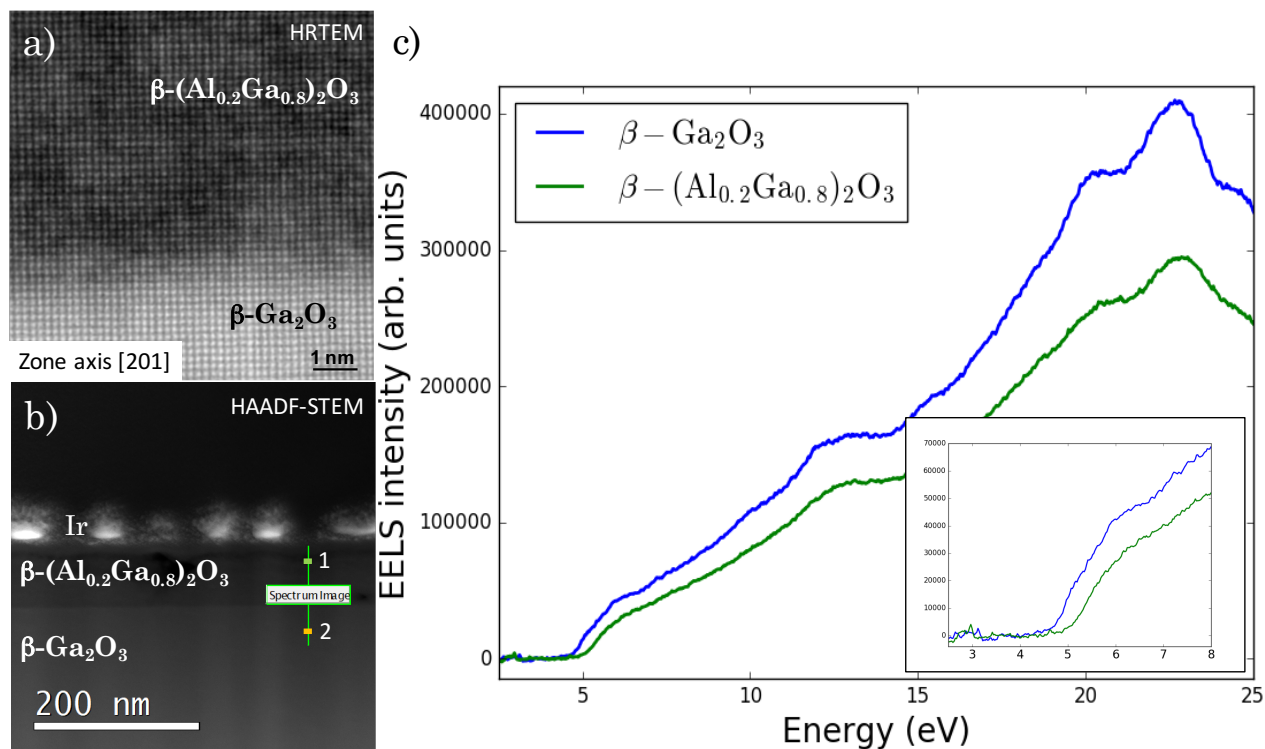 a)
HRTEM
β-(Al₀.₂Ga₀.₈)₂O₃
β-Ga₂O₃
Zone axis [201]
1 nm
b)
HAADF-STEM
Ir
β-(Al₀.₂Ga₀.₈)₂O₃
1
Spectrum Image
2
β-Ga₂O₃
200 nm
c)
β − Ga₂O₃
β − (Al₀.₂Ga₀.₈)₂O₃
EELS intensity (arb. units)
400000
300000
200000
100000
0
5
10
15
20
25
Energy (eV)
70000
60000
50000
40000
30000
20000
10000
0
3
4
5
6
7
8